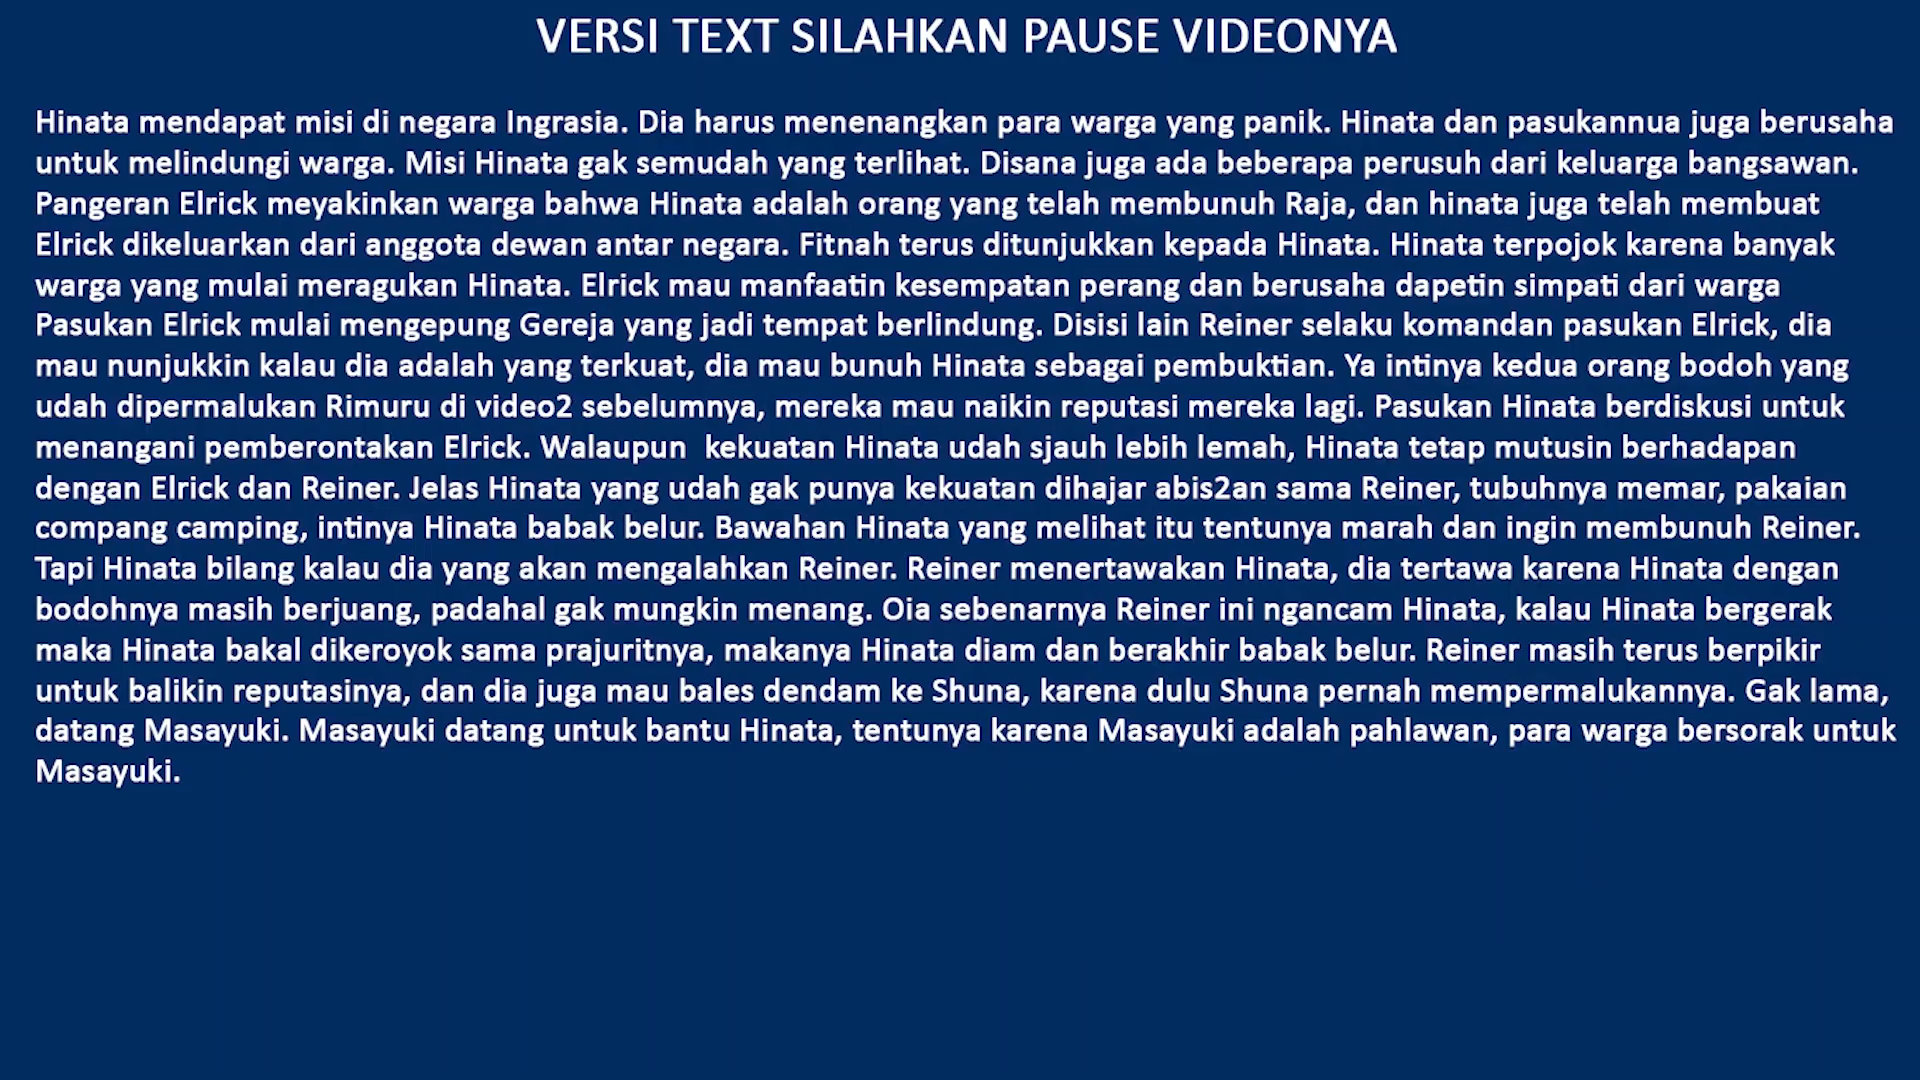 VERSI TEXT SILAHKAN PAUSE VIDEONYA
Hinata mendapat misi di negara Ingrasia. Dia harus menenangkan para warga yang panik. Hinata dan pasukannua juga berusaha
untuk melindungi warga. Misi Hinata gak semudah yang terlihat. Disana juga ada beberapa perusuh dari keluarga bangsawan.
Pangeran Elrick meyakinkan warga bahwa Hinata adalah orang yang telah membunuh Raja, dan hinata juga telah membuat
Elrick dikeluarkan dari anggota dewan antar negara. Fitnah terus ditunjukkan kepada Hinata. Hinata terpojok karena banyak
warga yang mulai meragukan Hinata. Elrick mau manfaatin kesempatan perang dan berusaha dapetin simpati dari warga
Pasukan Elrick mulai mengepung Gereja yang jadi tempat berlindung. Disisi lain Reiner selaku komandan pasukan Elrick, dia
mau nunjukkin kalau dia adalah yang terkuat, dia mau bunuh Hinata sebagai pembuktian. Ya intinya kedua orang bodoh yang
udah dipermalukan Rimuru di video2 sebelumnya, mereka mau naikin reputasi mereka lagi. Pasukan Hinata berdiskusi untuk
menangani pemberontakan Elrick. Walaupun  kekuatan Hinata udah sjauh lebih lemah, Hinata tetap mutusin berhadapan
dengan Elrick dan Reiner. Jelas Hinata yang udah gak punya kekuatan dihajar abis2an sama Reiner, tubuhnya memar, pakaian
compang camping, intinya Hinata babak belur. Bawahan Hinata yang melihat itu tentunya marah dan ingin membunuh Reiner.
Tapi Hinata bilang kalau dia yang akan mengalahkan Reiner. Reiner menertawakan Hinata, dia tertawa karena Hinata dengan
bodohnya masih berjuang, padahal gak mungkin menang. Oia sebenarnya Reiner ini ngancam Hinata, kalau Hinata bergerak
maka Hinata bakal dikeroyok sama prajuritnya, makanya Hinata diam dan berakhir babak belur. Reiner masih terus berpikir
untuk balikin reputasinya, dan dia juga mau bales dendam ke Shuna, karena dulu Shuna pernah mempermalukannya. Gak lama,
datang Masayuki. Masayuki datang untuk bantu Hinata, tentunya karena Masayuki adalah pahlawan, para warga bersorak untuk
Masayuki.